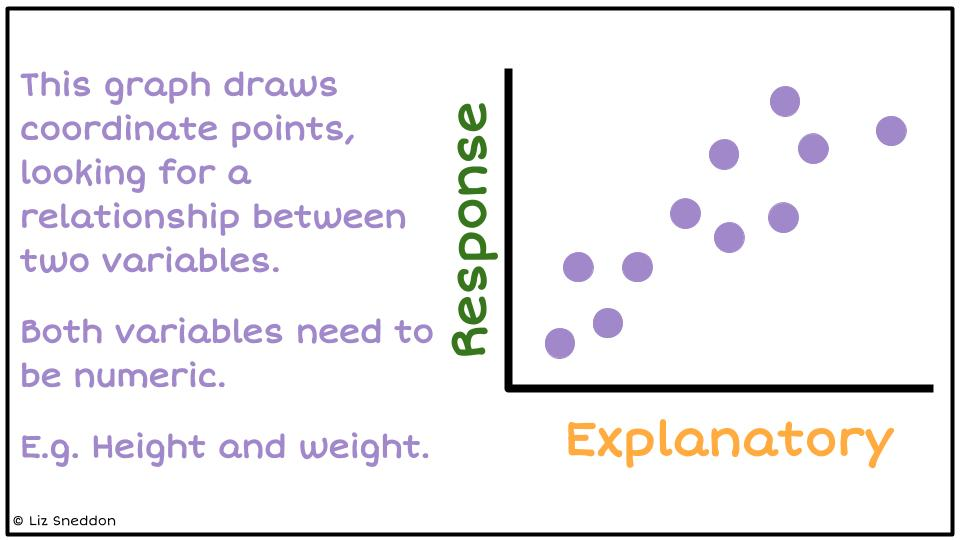 This graph draws
coordinate points,
looking for a
relationship between
two variables.
Both variables need to
be numeric.
E.g. Height and weight.
Response
Explanatory
© Liz Sneddon